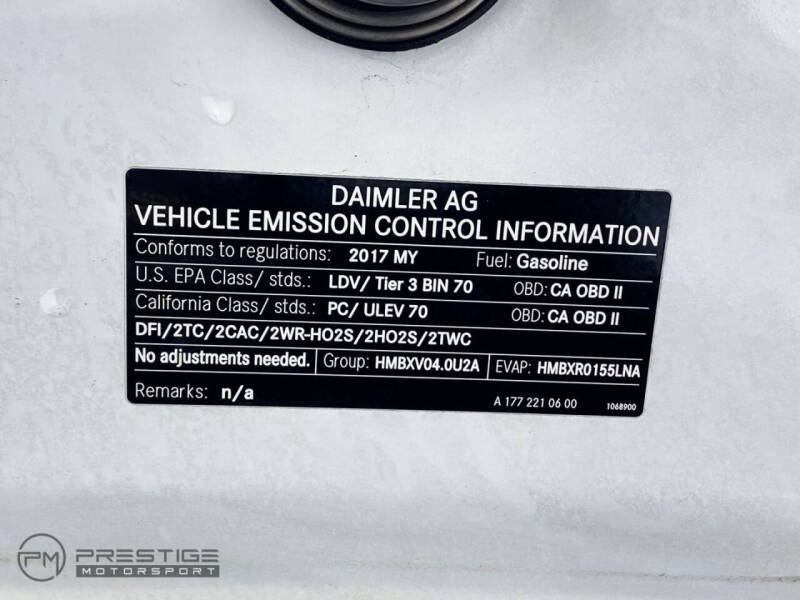 DAIMLER AG
VEHICLE EMISSION CONTROL INFORMATION
Conforms to regulations: 2017 MY Fuel: Gasoline
U.S. EPA Class/ stds.: LDV/ Tier 3 BIN 70 OBD: CA OBD II
California Class/ stds.: PC/ ULEV 70 OBD: CA OBD II
DFI/2TC/2CAC/2WR-HO2S/2HO2S/2TWC
No adjustments needed. Group: HMBXV04.0U2A EVAP: HMBXR0155LNA
Remarks: n/a A 177 221 06 00 1068900
PM PRESTIGE
MOTORSPORT